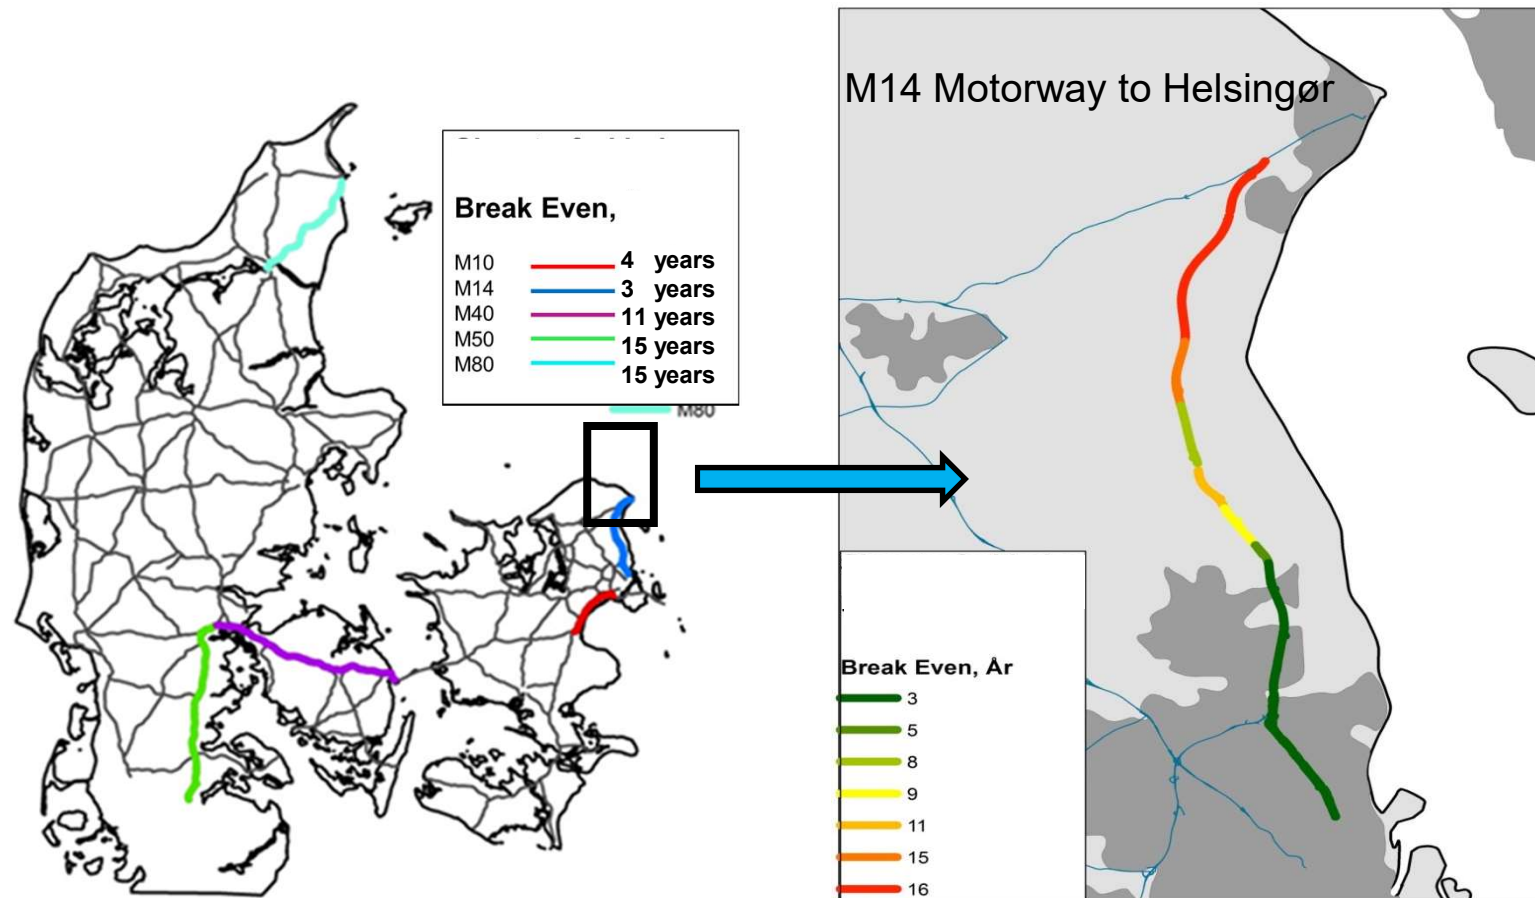 Break Even,
M10 4 years
M14 3 years
M40 11 years
M50 15 years
M80 15 years
M80
M14 Motorway to Helsingør
Break Even, År
3
5
8
9
11
15
16